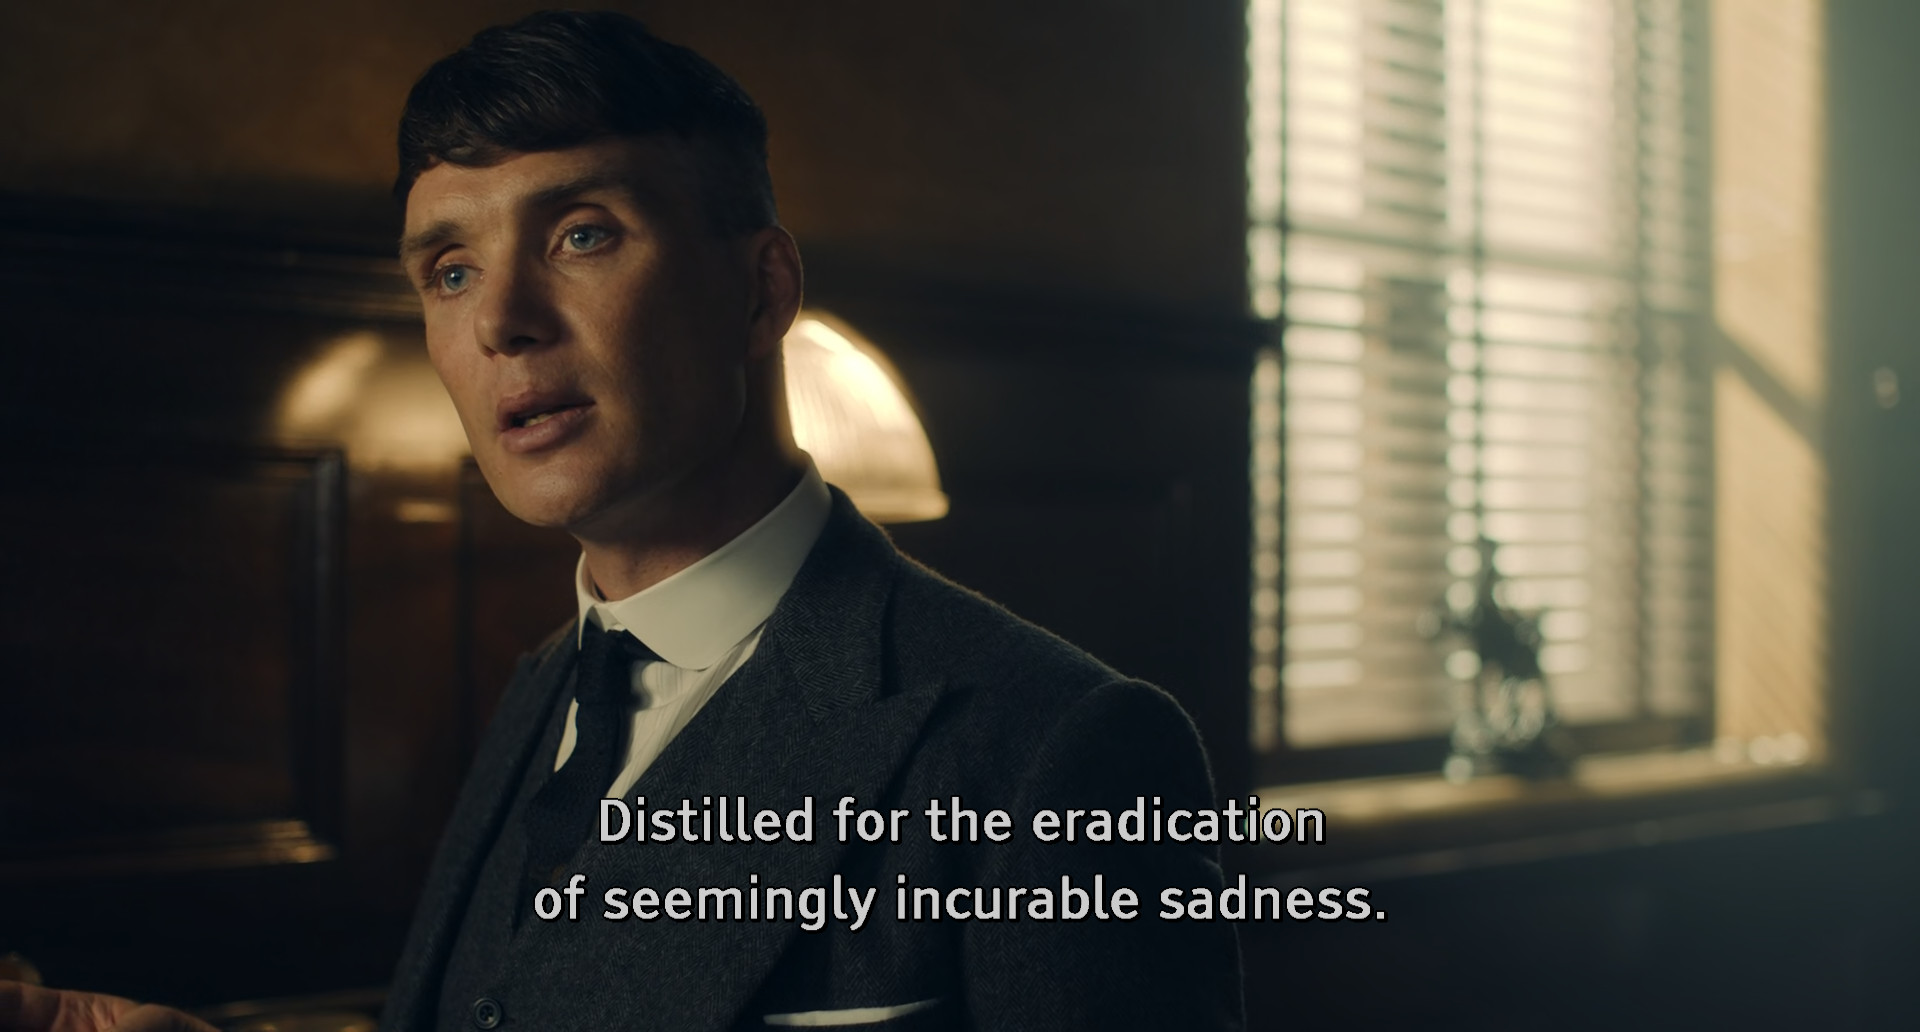 Distilled for the eradication
of seemingly incurable sadness.